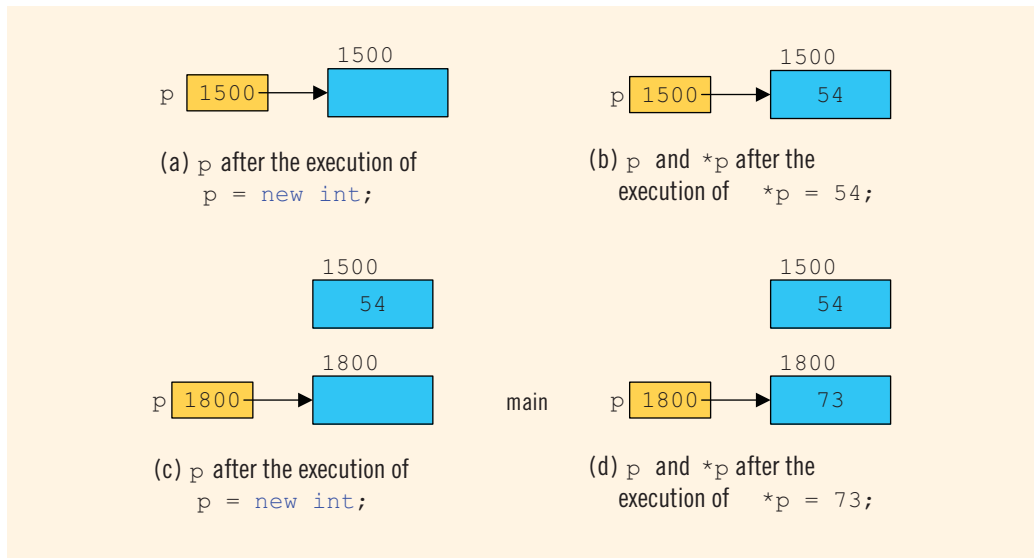 1500
p 1500
(a) p after the execution of
p = new int;
1500
p 1500 54
(b) p and *p after the
execution of *p = 54;
1500
54
1800
p 1800
(c) p after the execution of
p = new int;
main
1500
54
1800
p 1800 73
(d) p and *p after the
execution of *p = 73;